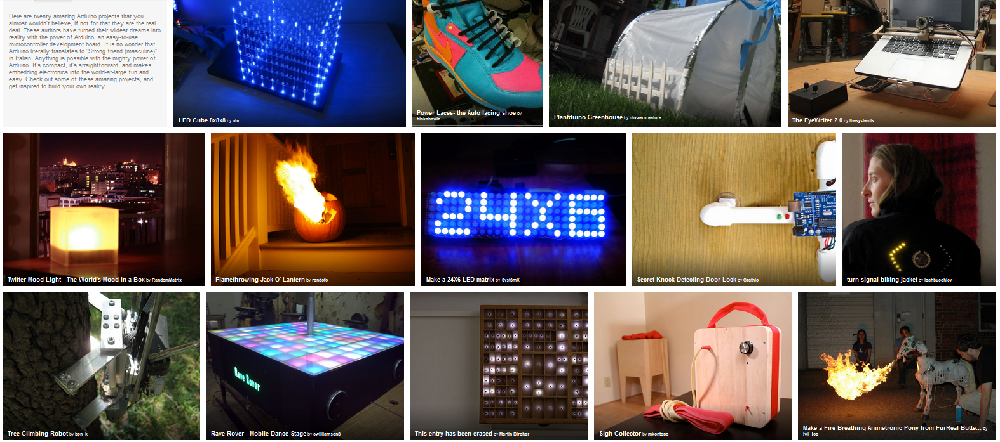 Here are twenty amazing Arduino projects that you
almost wouldn't believe, if not for that they are the real
deal. These authors have turned their wildest dreams into
reality with the power of Arduino, an easy-to-use
microcontroller development board. It is no wonder that
Arduino literally translates to "Strong friend (masculine)"
in Italian. Anything is possible with the mighty power of
Arduino. It's compact, it's straightforward, and makes
embedding electronics into the world-at-large fun and
easy. Check out some of these amazing projects, and
get inspired to build your own reality.
LED Cube 8x8x8 by chr
Power Laces- the Auto lacing shoe by
blakebevin
Plantduino Greenhouse by clovercreature
The EyeWriter 2.0 by thesystemis
Twitter Mood Light - The World's Mood in a Box by RandomMatrix
Flamethrowing Jack-O'-Lantern by randofo
24X6
Make a 24X6 LED matrix by Syst3mX
Secret Knock Detecting Door Lock by Grathio
turn signal biking jacket by leahbuechley
Tree Climbing Robot by ben_k
Rave Rover
Rave Rover - Mobile Dance Stage by owilliamson8
This entry has been erased by Martin Bircher
Sigh Collector by mkontopo
Make a Fire Breathing Animetronic Pony from FurReal Butte... by
lvl_joe